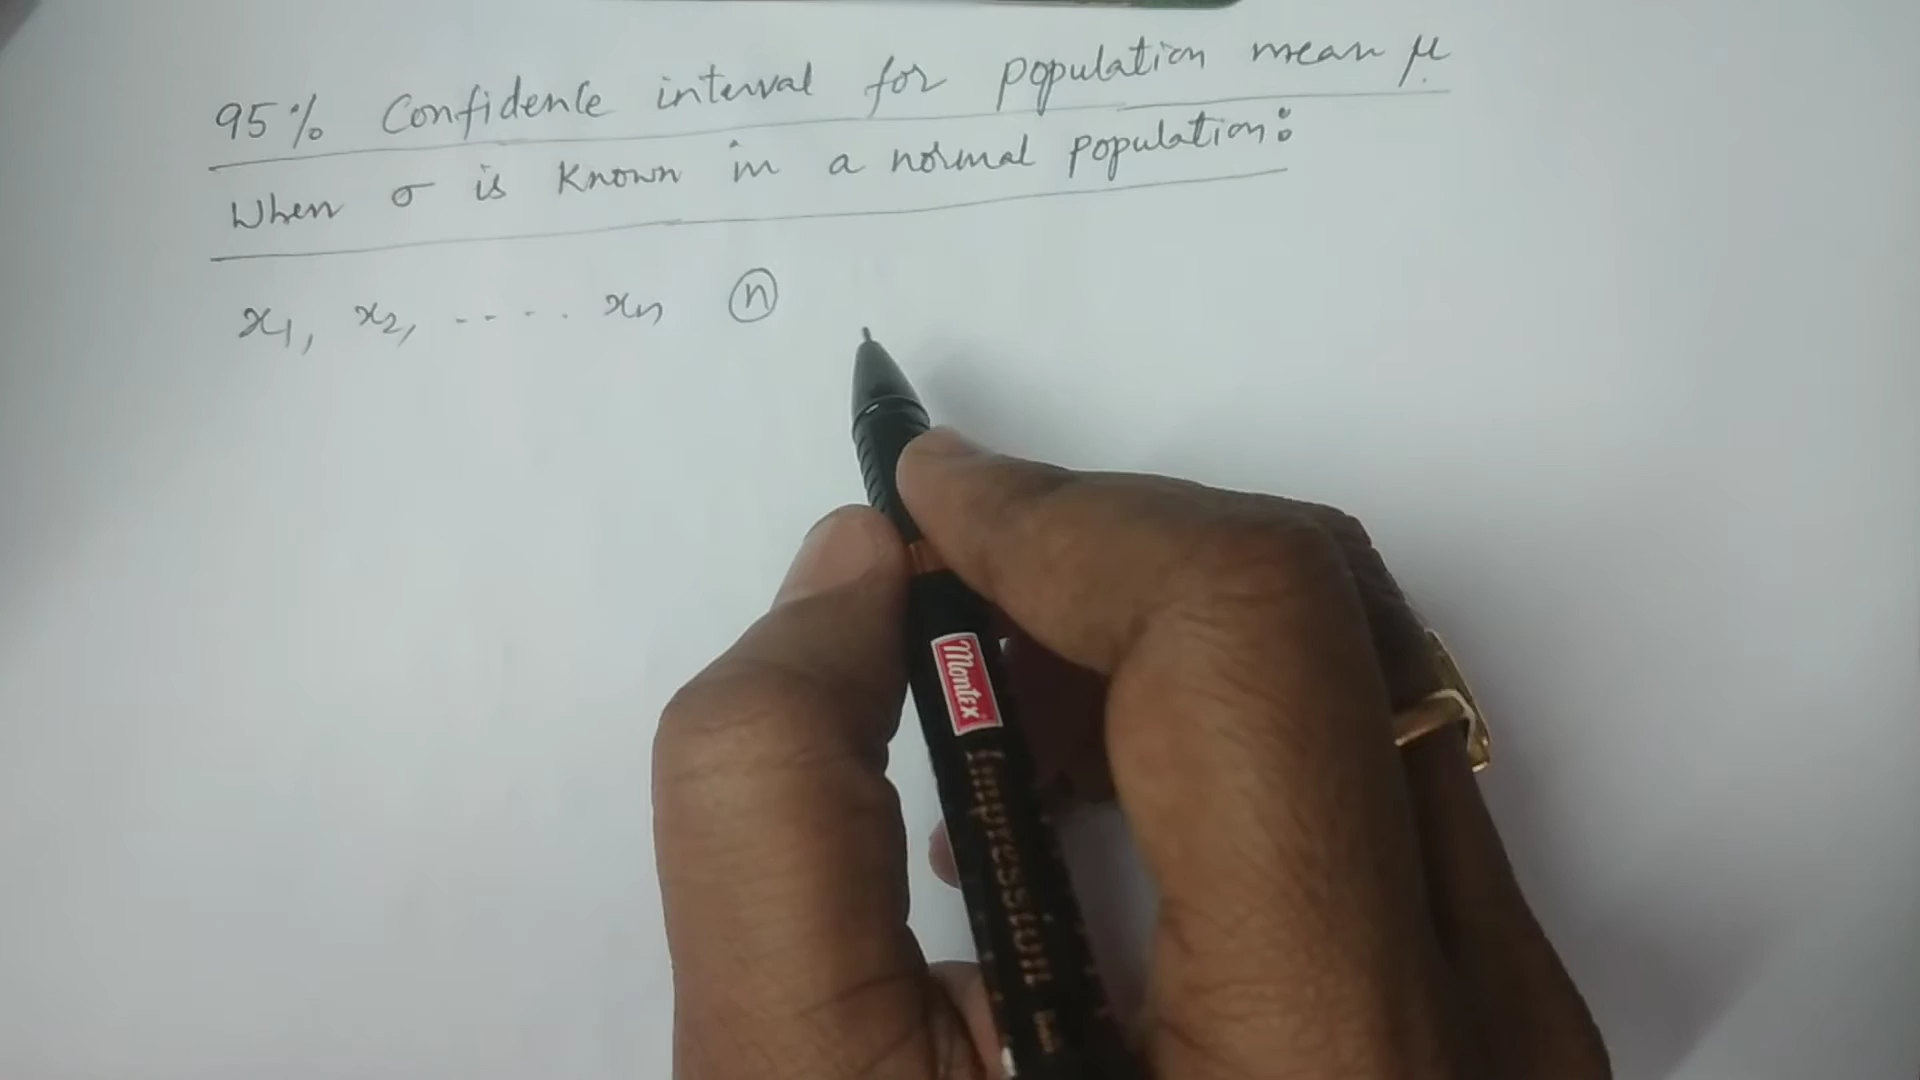 95% Confidence interval for population mean μ
When σ is known in a normal population:
x1, x2, ..... xn n
Montex
Impression